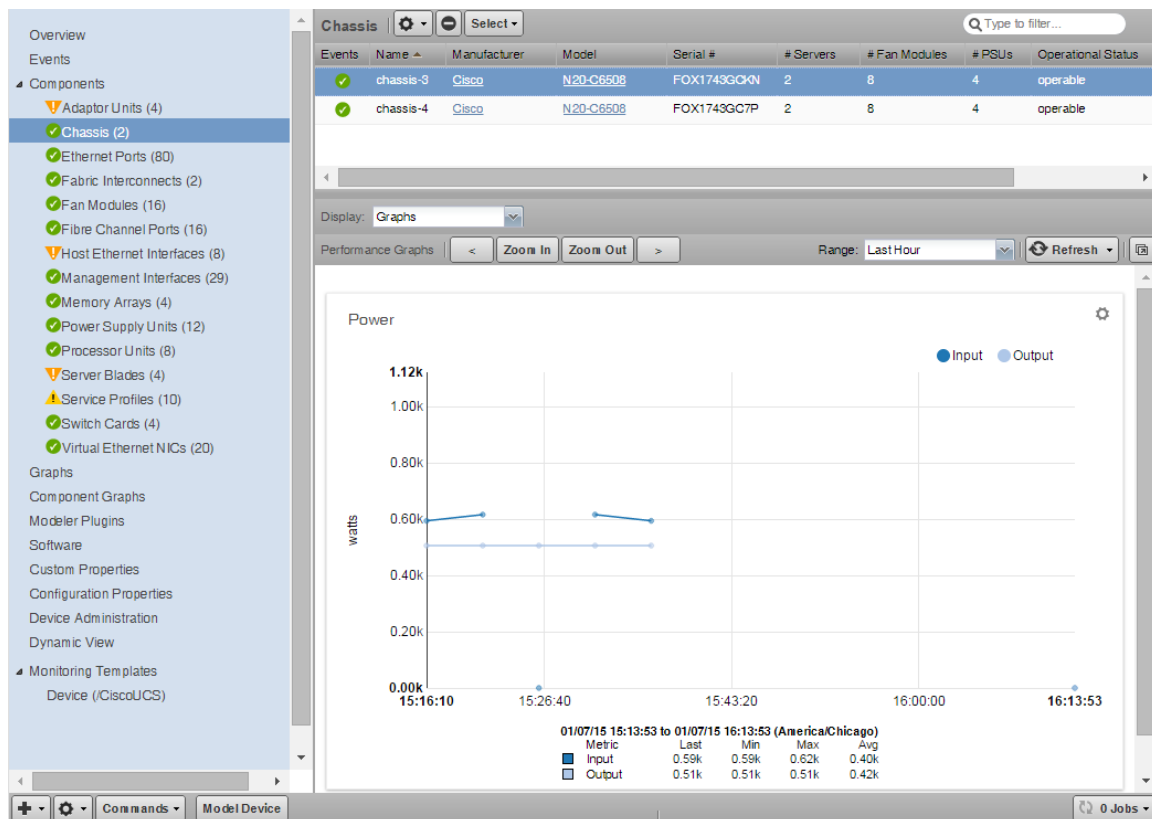 Overview
Events
Components
Adaptor Units (4)
Chassis (2)
Ethernet Ports (80)
Fabric Interconnects (2)
Fan Modules (16)
Fibre Channel Ports (16)
Host Ethernet Interfaces (8)
Management Interfaces (29)
Memory Arrays (4)
Power Supply Units (12)
Processor Units (8)
Server Blades (4)
Service Profiles (10)
Switch Cards (4)
Virtual Ethernet NICs (20)
Graphs
Component Graphs
Modeler Plugins
Software
Custom Properties
Configuration Properties
Device Administration
Dynamic View
Monitoring Templates
Device (/CiscoUCS)
Chassis Select Type to filter...
Events Name Manufacturer Model Serial # # Servers # Fan Modules # PSUs Operational Status
chassis-3 Cisco N20-C6508 FOX1743GCKN 2 8 4 operable
chassis-4 Cisco N20-C6508 FOX1743GC7P 2 8 4 operable
Display: Graphs
Performance Graphs < Zoom In Zoom Out > Range: Last Hour Refresh
Power
Input Output
1.12k
1.00k
0.80k
0.60k
0.40k
0.20k
0.00k
watts
15:16:10 15:26:40 15:43:20 16:00:00 16:13:53
01/07/15 15:13:53 to 01/07/15 16:13:53 (America/Chicago)
Metric Last Min Max Avg
Input 0.59k 0.59k 0.62k 0.40k
Output 0.51k 0.51k 0.51k 0.42k
Commands Model Device 0 Jobs